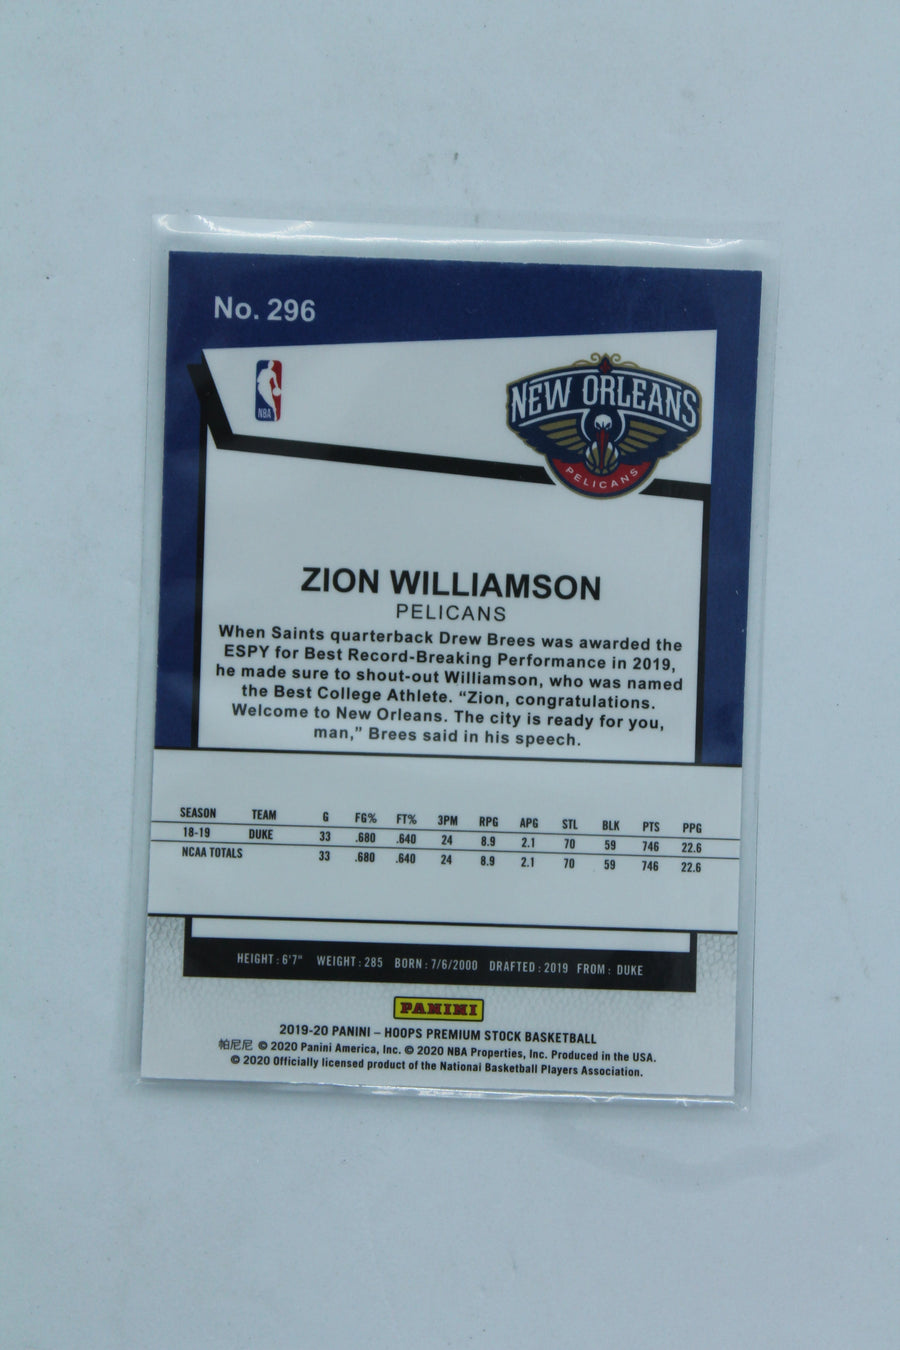 No. 296
NBA
NEW ORLEANS
PELICANS
ZION WILLIAMSON
PELICANS
When Saints quarterback Drew Brees was awarded the
ESPY for Best Record-Breaking Performance in 2019,
he made sure to shout-out Williamson, who was named
the Best College Athlete. “Zion, congratulations.
Welcome to New Orleans. The city is ready for you,
man,” Brees said in his speech.
SEASON TEAM G FG% FT% 3PM RPG APG STL BLK PTS PPG
18-19 DUKE 33 .680 .640 24 8.9 2.1 70 59 746 22.6
NCAA TOTALS 33 .680 .640 24 8.9 2.1 70 59 746 22.6
HEIGHT: 6'7" WEIGHT: 285 BORN: 7/6/2000 DRAFTED: 2019 FROM: DUKE
PANINI
2019-20 PANINI – HOOPS PREMIUM STOCK BASKETBALL
帕尼尼 © 2020 Panini America, Inc. © 2020 NBA Properties, Inc. Produced in the USA.
© 2020 Officially licensed product of the National Basketball Players Association.